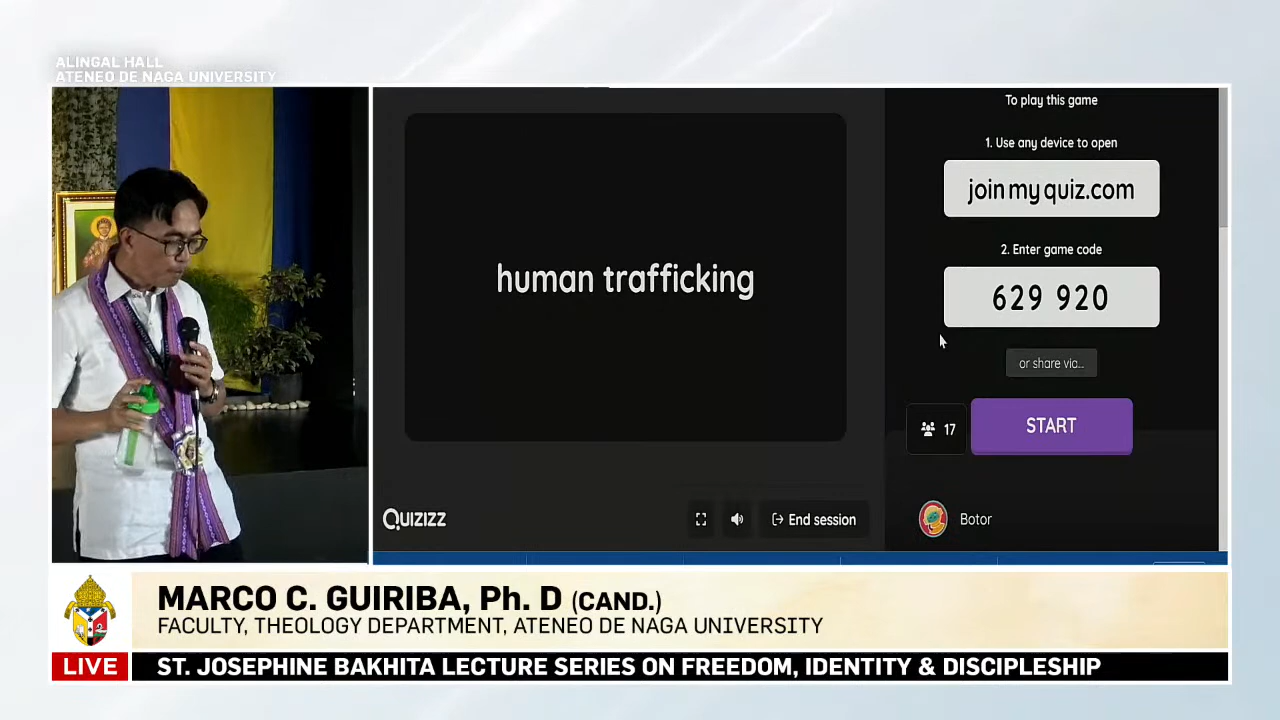 ALINGAL HALL
ATENEO DE NAGA UNIVERSITY
human trafficking
QUIZIZZ
End session
To play this game
1. Use any device to open
joinmyquiz.com
2. Enter game code
629 920
or share via...
17
START
Botor
MARCO C. GUIRIBA, Ph. D (CAND.)
FACULTY, THEOLOGY DEPARTMENT, ATENEO DE NAGA UNIVERSITY
LIVE
ST. JOSEPHINE BAKHITA LECTURE SERIES ON FREEDOM, IDENTITY & DISCIPLESHIP